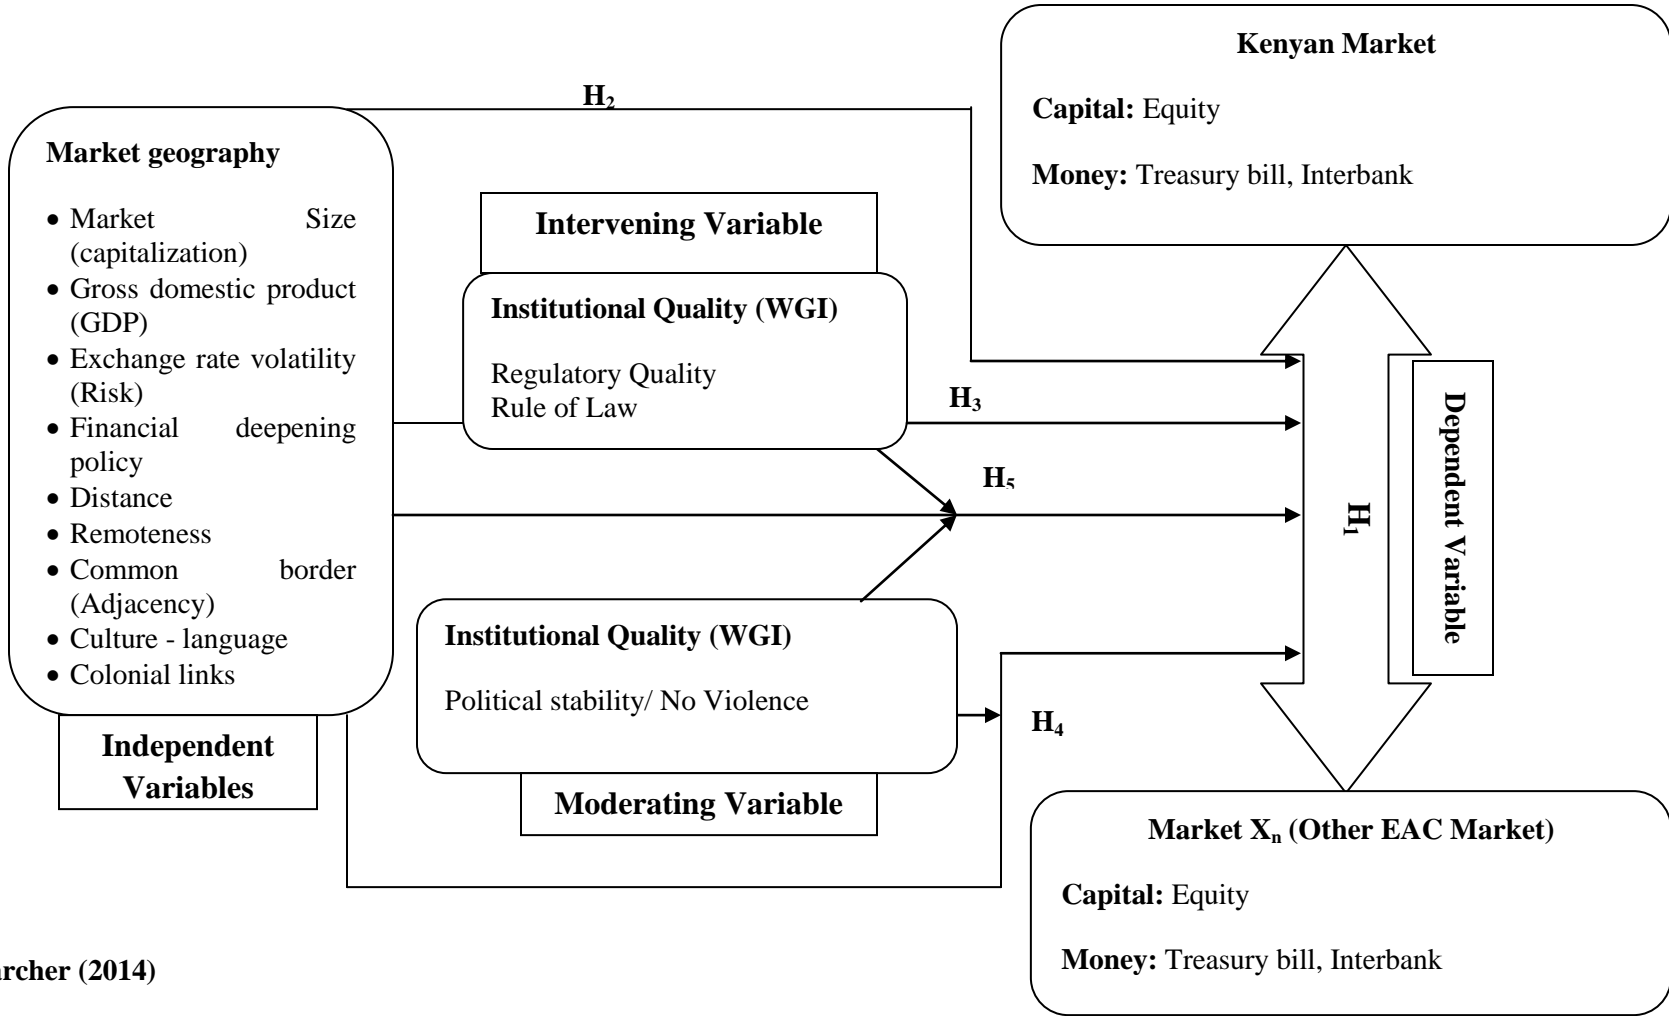 Kenyan Market
Capital: Equity
Money: Treasury bill, Interbank
H2
Market geography
• Market Size
(capitalization)
• Gross domestic product
(GDP)
• Exchange rate volatility
(Risk)
• Financial deepening
policy
• Distance
• Remoteness
• Common border
(Adjacency)
• Culture - language
• Colonial links
Independent
Variables
Intervening Variable
Institutional Quality (WGI)
Regulatory Quality
Rule of Law
H3
H5
Institutional Quality (WGI)
Political stability/ No Violence
Moderating Variable
H4
H1
Dependent Variable
Market Xn (Other EAC Market)
Capital: Equity
Money: Treasury bill, Interbank
archer (2014)